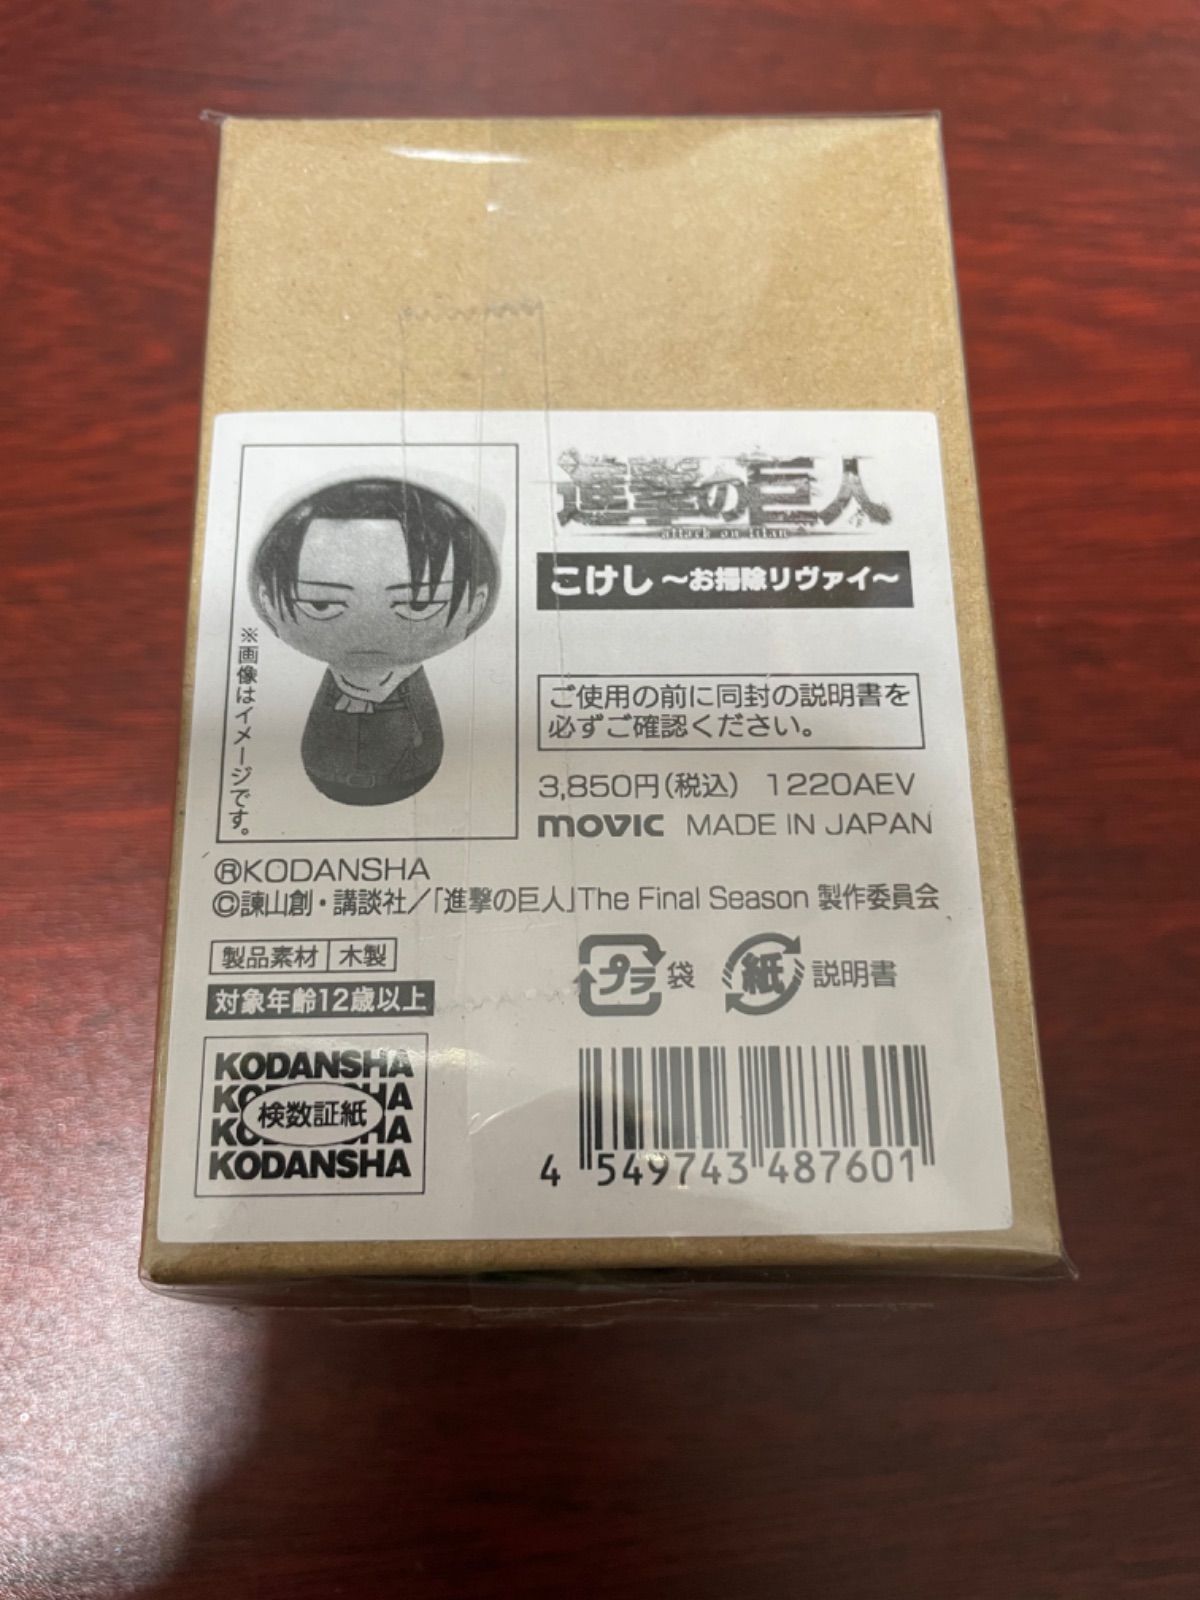 進撃の巨人
attack on titan
こけし ～お掃除リヴァイ～
※画像はイメージです。
ご使用の前に同封の説明書を
必ずご確認ください。
3,850円(税込) 1220AEV
movic MADE IN JAPAN
®KODANSHA
©諫山創・講談社/「進撃の巨人」The Final Season 製作委員会
製品素材 木製
プラ 袋 紙 説明書
対象年齢12歳以上
KODANSHA
KODANSHA
検数証紙
KODANSHA
KODANSHA
4 549743 487601